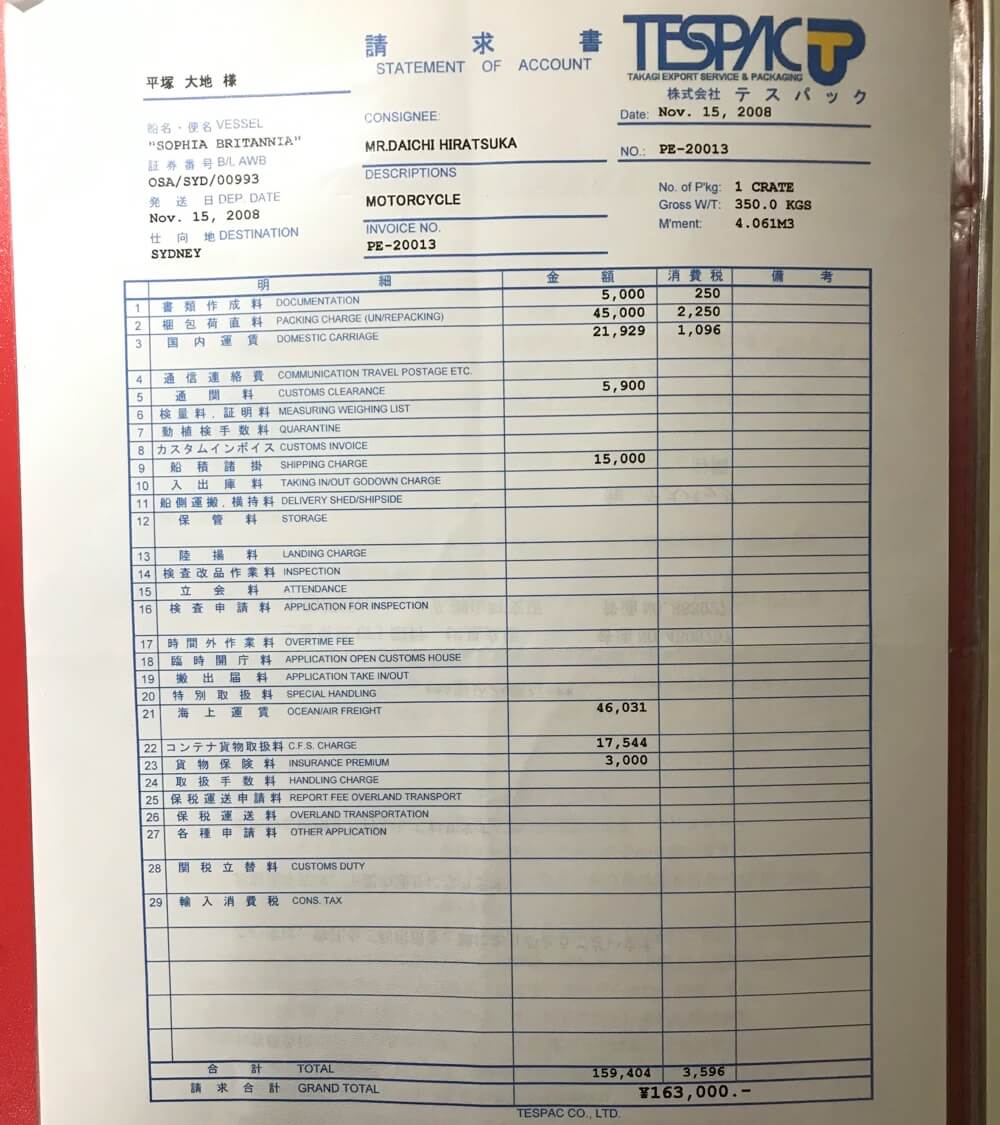 請求書
STATEMENT OF ACCOUNT
TESPAC
TAKAGI EXPORT SERVICE & PACKAGING
株式会社 テスパック
平塚 大地 様
船名・便名 VESSEL
"SOPHIA BRITANNIA"
証券番号 B/L AWB
OSA/SYD/00993
発送日 DEP. DATE
Nov. 15, 2008
仕向地 DESTINATION
SYDNEY
CONSIGNEE:
MR.DAICHI HIRATSUKA
DESCRIPTIONS
MOTORCYCLE
INVOICE NO.
PE-20013
Date: Nov. 15, 2008
NO.: PE-20013
No. of P'kg: 1 CRATE
Gross W/T: 350.0 KGS
M'ment: 4.061M3
明細 金額 消費税 備考
1 書類作成料 DOCUMENTATION 5,000 250
2 梱包荷直料 PACKING CHARGE (UN/REPACKING) 45,000 2,250
3 国内運賃 DOMESTIC CARRIAGE 21,929 1,096
4 通信連絡費 COMMUNICATION TRAVEL POSTAGE ETC.
5 通関料 CUSTOMS CLEARANCE 5,900
6 検量料．証明料 MEASURING WEIGHING LIST
7 動植検手数料 QUARANTINE
8 カスタムインボイス CUSTOMS INVOICE
9 船積諸掛 SHIPPING CHARGE 15,000
10 入出庫料 TAKING IN/OUT GODOWN CHARGE
11 船側運搬．横持料 DELIVERY SHED/SHIPSIDE
12 保管料 STORAGE
13 陸揚料 LANDING CHARGE
14 検査改品作業料 INSPECTION
15 立会料 ATTENDANCE
16 検査申請料 APPLICATION FOR INSPECTION
17 時間外作業料 OVERTIME FEE
18 臨時開庁料 APPLICATION OPEN CUSTOMS HOUSE
19 搬出届料 APPLICATION TAKE IN/OUT
20 特別取扱料 SPECIAL HANDLING
21 海上運賃 OCEAN/AIR FREIGHT 46,031
22 コンテナ貨物取扱料 C.F.S. CHARGE 17,544
23 貨物保険料 INSURANCE PREMIUM 3,000
24 取扱手数料 HANDLING CHARGE
25 保税運送申請料 REPORT FEE OVERLAND TRANSPORT
26 保税運送料 OVERLAND TRANSPORTATION
27 各種申請料 OTHER APPLICATION
28 関税立替料 CUSTOMS DUTY
29 輸入消費税 CONS. TAX
合計 TOTAL 159,404 3,596
請求合計 GRAND TOTAL ¥163,000.-
TESPAC CO., LTD.